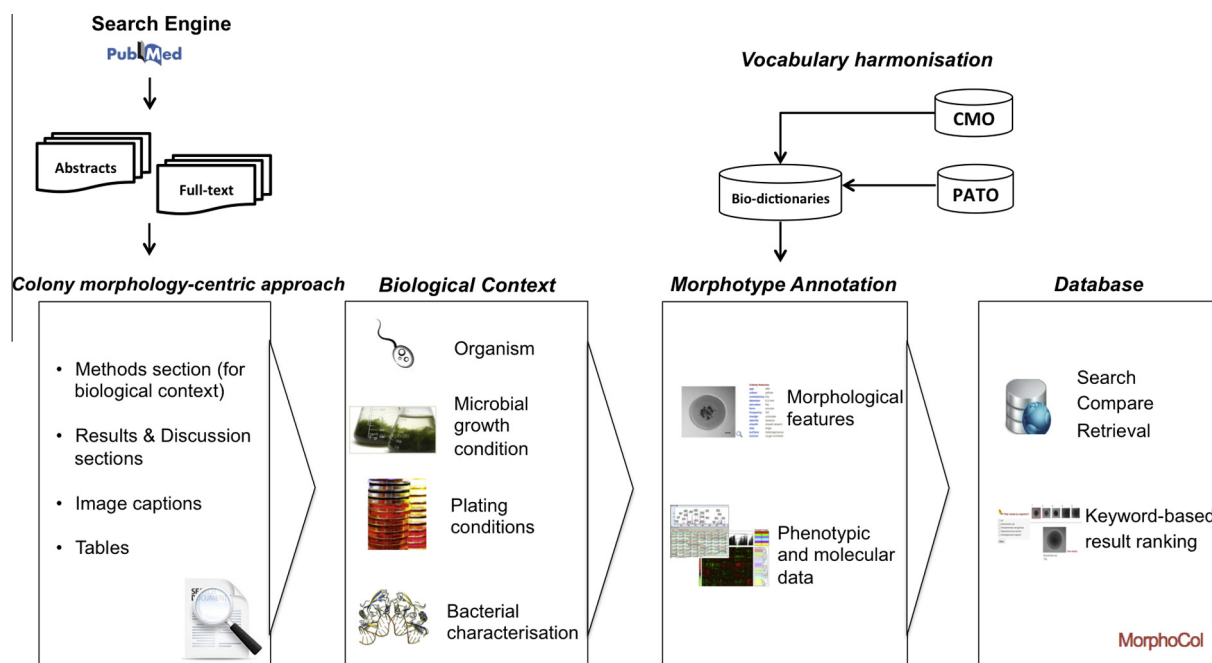 Search Engine
PubMed
Abstracts
Full-text
Vocabulary harmonisation
CMO
Bio-dictionaries
PATO
Colony morphology-centric approach
• Methods section (for
biological context)
• Results & Discussion
sections
• Image captions
• Tables
Biological Context
Organism
Microbial
growth
condition
Plating
conditions
Bacterial
characterisation
Morphotype Annotation
Morphological
features
Phenotypic
and molecular
data
Database
Search
Compare
Retrieval
Keyword-based
result ranking
MorphoCol